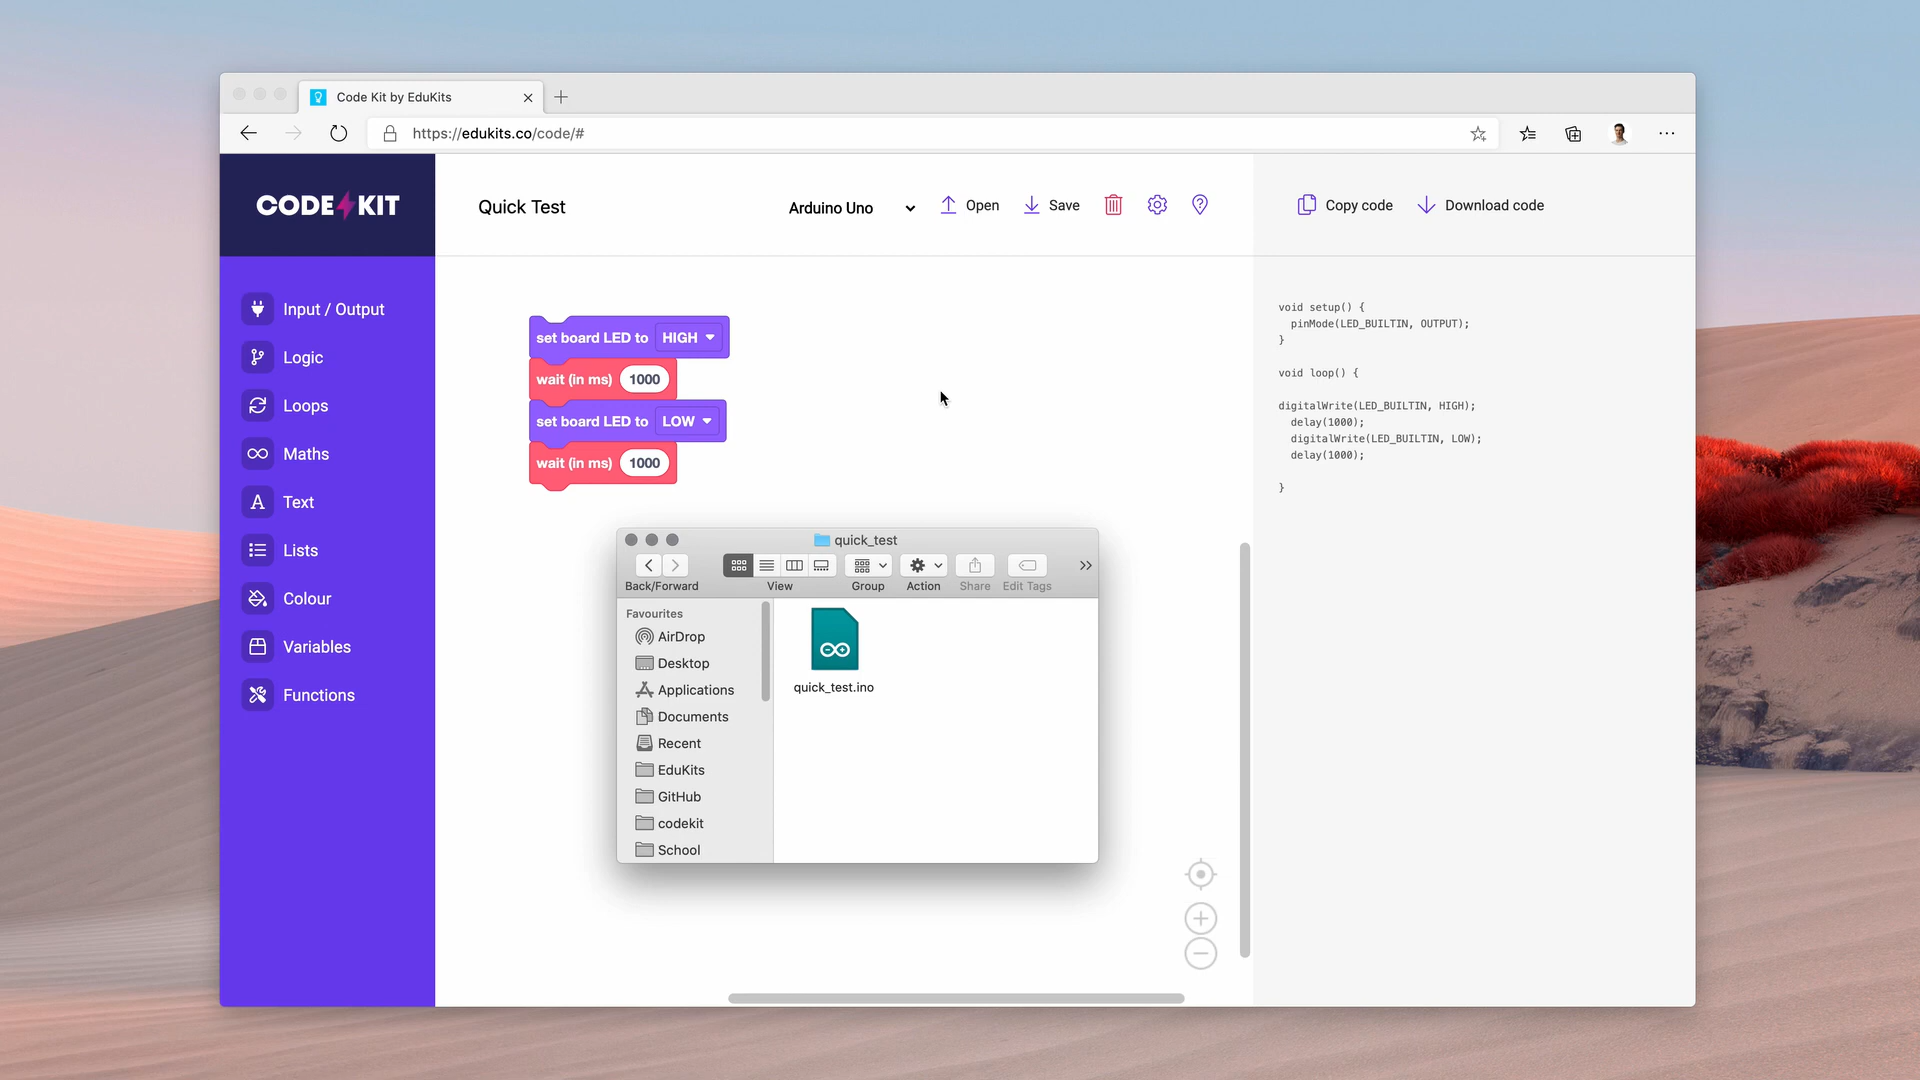 Code Kit by EduKits
https://edukits.co/code/#
CODE KIT
Quick Test
Arduino Uno
Open
Save
Copy code
Download code
Input / Output
Logic
Loops
Maths
Text
Lists
Colour
Variables
Functions
set board LED to HIGH
wait (in ms) 1000
set board LED to LOW
wait (in ms) 1000
void setup() {
pinMode(LED_BUILTIN, OUTPUT);
}
void loop() {
digitalWrite(LED_BUILTIN, HIGH);
delay(1000);
digitalWrite(LED_BUILTIN, LOW);
delay(1000);
}
quick_test
Back/Forward
View
Group
Action
Share
Edit Tags
Favourites
AirDrop
Desktop
Applications
Documents
Recent
EduKits
GitHub
codekit
School
quick_test.ino